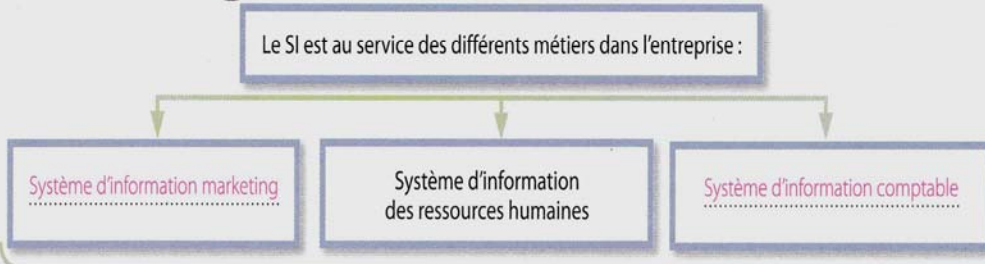 Le SI est au service des différents métiers dans l'entreprise :
Système d'information marketing
Système d'information
des ressources humaines
Système d'information comptable